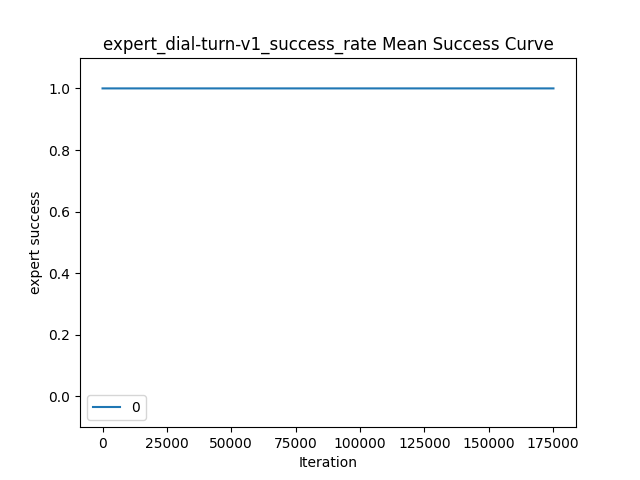 expert_dial-turn-v1_success_rate Mean Success Curve
1.0
0.8
0.6
0.4
0.2
0.0
expert success
0
0 25000 50000 75000 100000 125000 150000 175000
Iteration